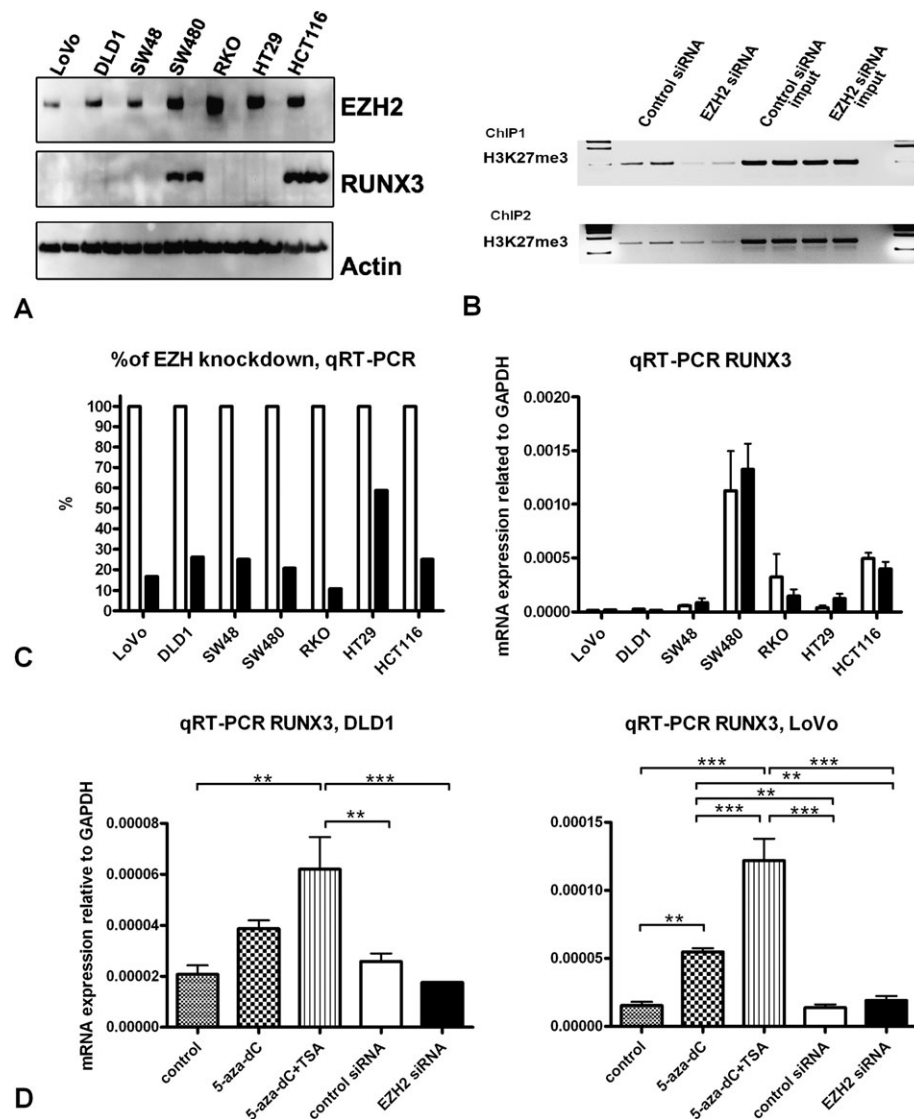 LoVo DLD1 SW48 SW480 RKO HT29 HCT116
EZH2
RUNX3
Actin
A
Control siRNA EZH2 siRNA Control siRNA imput EZH2 siRNA imput
ChIP1
H3K27me3
ChIP2
H3K27me3
B
%of EZH knockdown, qRT-PCR
%
100
90
80
70
60
50
40
30
20
10
0
LoVo DLD1 SW48 SW480 RKO HT29 HCT116
C
qRT-PCR RUNX3
mRNA expression related to GAPDH
0.0020
0.0015
0.0010
0.0005
0.0000
LoVo DLD1 SW48 SW480 RKO HT29 HCT116
qRT-PCR RUNX3, DLD1
mRNA expression relative to GAPDH
** ***
**
0.00008
0.00006
0.00004
0.00002
0.00000
control 5-aza-dC 5-aza-dC+TSA control siRNA EZH2 siRNA
D
qRT-PCR RUNX3, LoVo
*** ***
**
**
*** ***
**
0.00015
0.00010
0.00005
0.00000
control 5-aza-dC 5-aza-dC+TSA control siRNA EZH2 siRNA